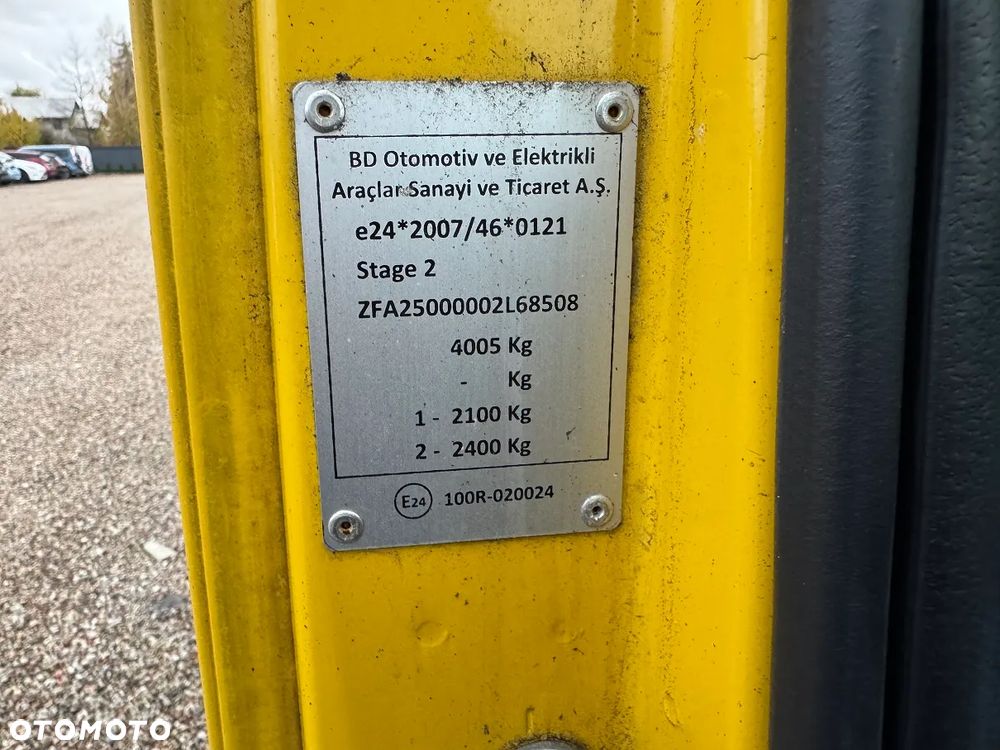 BD Otomotiv ve Elektrikli
Araçlar Sanayi ve Ticaret A.Ş.
e24*2007/46*0121
Stage 2
ZFA25000002L68508
4005 Kg
- Kg
1 - 2100 Kg
2 - 2400 Kg
E24 100R-020024
OTOMOTO